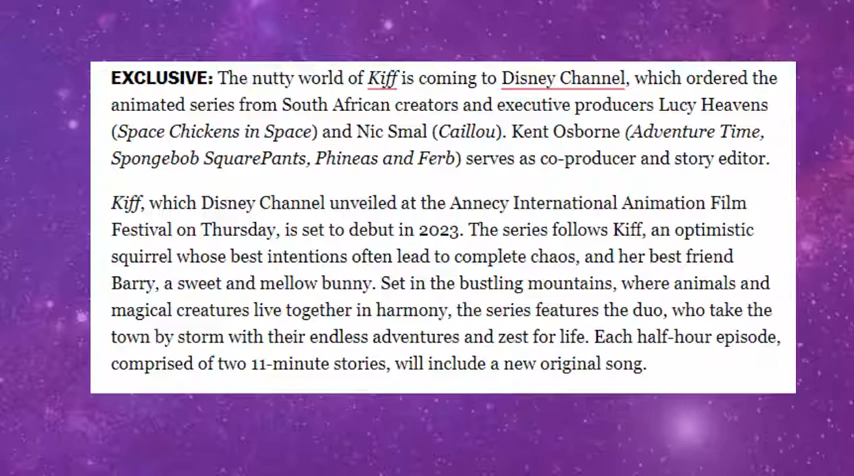 EXCLUSIVE: The nutty world of Kiff is coming to Disney Channel, which ordered the
animated series from South African creators and executive producers Lucy Heavens
(Space Chickens in Space) and Nic Smal (Caillou). Kent Osborne (Adventure Time,
Spongebob SquarePants, Phineas and Ferb) serves as co-producer and story editor.
Kiff, which Disney Channel unveiled at the Annecy International Animation Film
Festival on Thursday, is set to debut in 2023. The series follows Kiff, an optimistic
squirrel whose best intentions often lead to complete chaos, and her best friend
Barry, a sweet and mellow bunny. Set in the bustling mountains, where animals and
magical creatures live together in harmony, the series features the duo, who take the
town by storm with their endless adventures and zest for life. Each half-hour episode,
comprised of two 11-minute stories, will include a new original song.